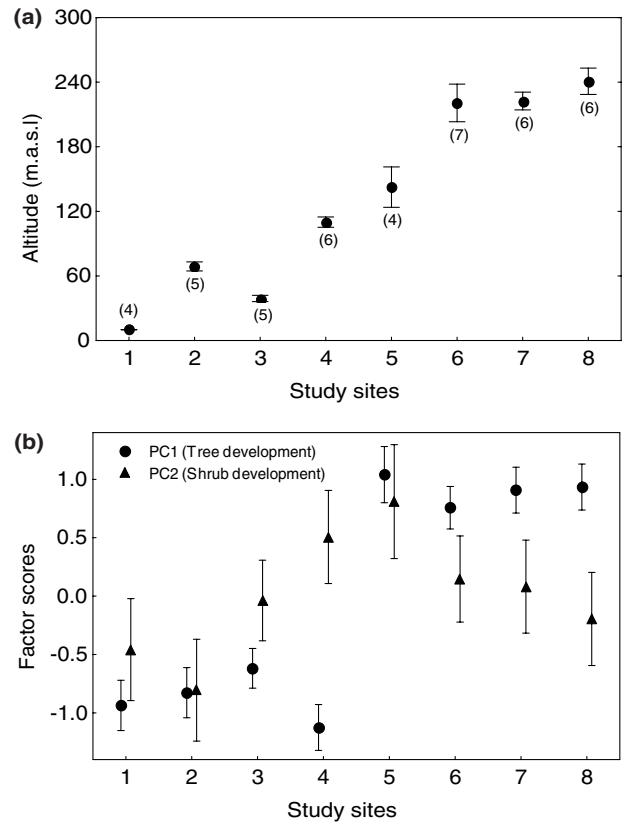 (a)
300
240
180
120
60
0
Altitude (m.a.s.l)
(4)
(5)
(5)
(6)
(4)
(7)
(6)
(6)
1 2 3 4 5 6 7 8
Study sites
(b)
PC1 (Tree development)
PC2 (Shrub development)
1.0
0.5
0.0
-0.5
-1.0
Factor scores
1 2 3 4 5 6 7 8
Study sites